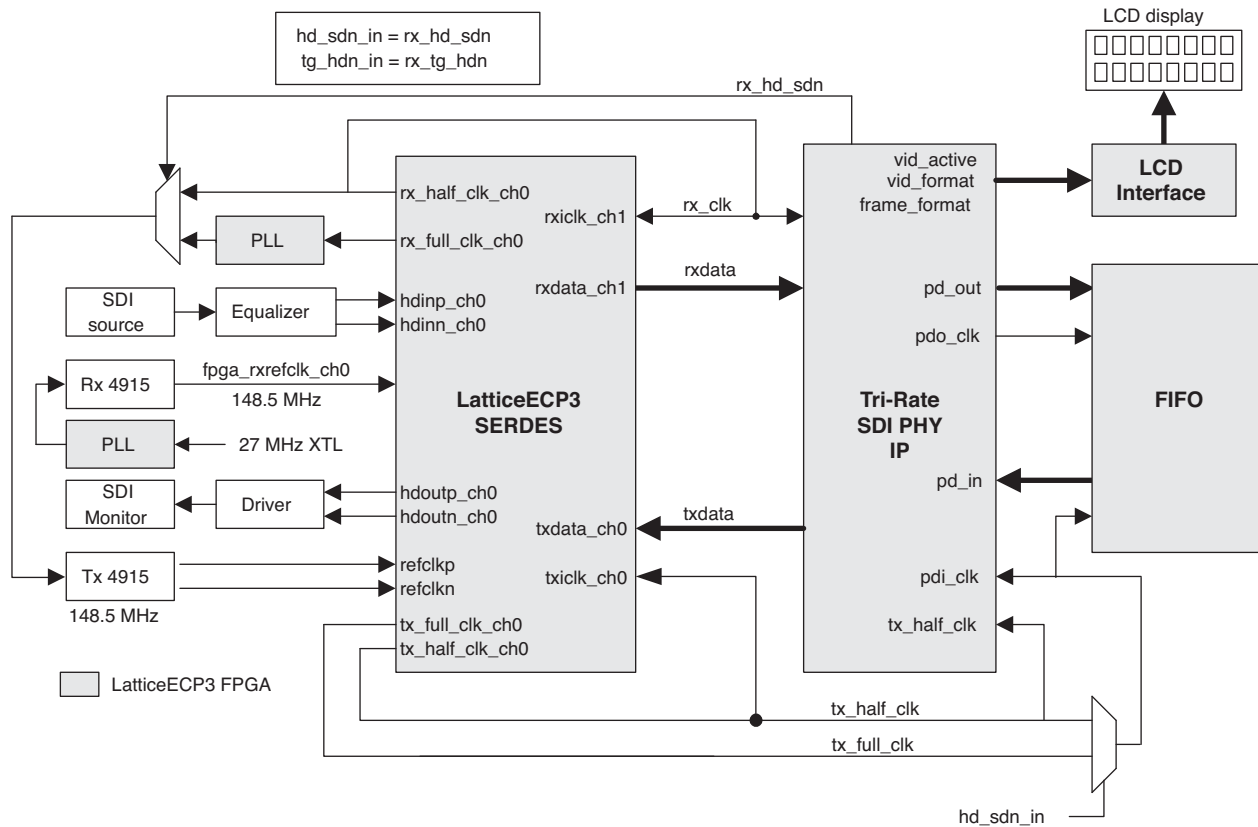 LCD display
hd_sdn_in = rx_hd_sdn
tg_hdn_in = rx_tg_hdn
rx_hd_sdn
vid_active
vid_format
frame_format
LCD
Interface
rx_half_clk_ch0
rxiclk_ch1
rx_clk
PLL
rx_full_clk_ch0
rxdata_ch1
rxdata
pd_out
SDI
source
Equalizer
hdinp_ch0
hdinn_ch0
pdo_clk
Rx 4915
fpga_rxrefclk_ch0
148.5 MHz
LatticeECP3
SERDES
Tri-Rate
SDI PHY
IP
FIFO
PLL
27 MHz XTL
SDI
Monitor
Driver
hdoutp_ch0
hdoutn_ch0
pd_in
txdata_ch0
txdata
Tx 4915
148.5 MHz
refclkp
refclkn
txiclk_ch0
pdi_clk
tx_full_clk_ch0
tx_half_clk_ch0
tx_half_clk
LatticeECP3 FPGA
tx_half_clk
tx_full_clk
hd_sdn_in